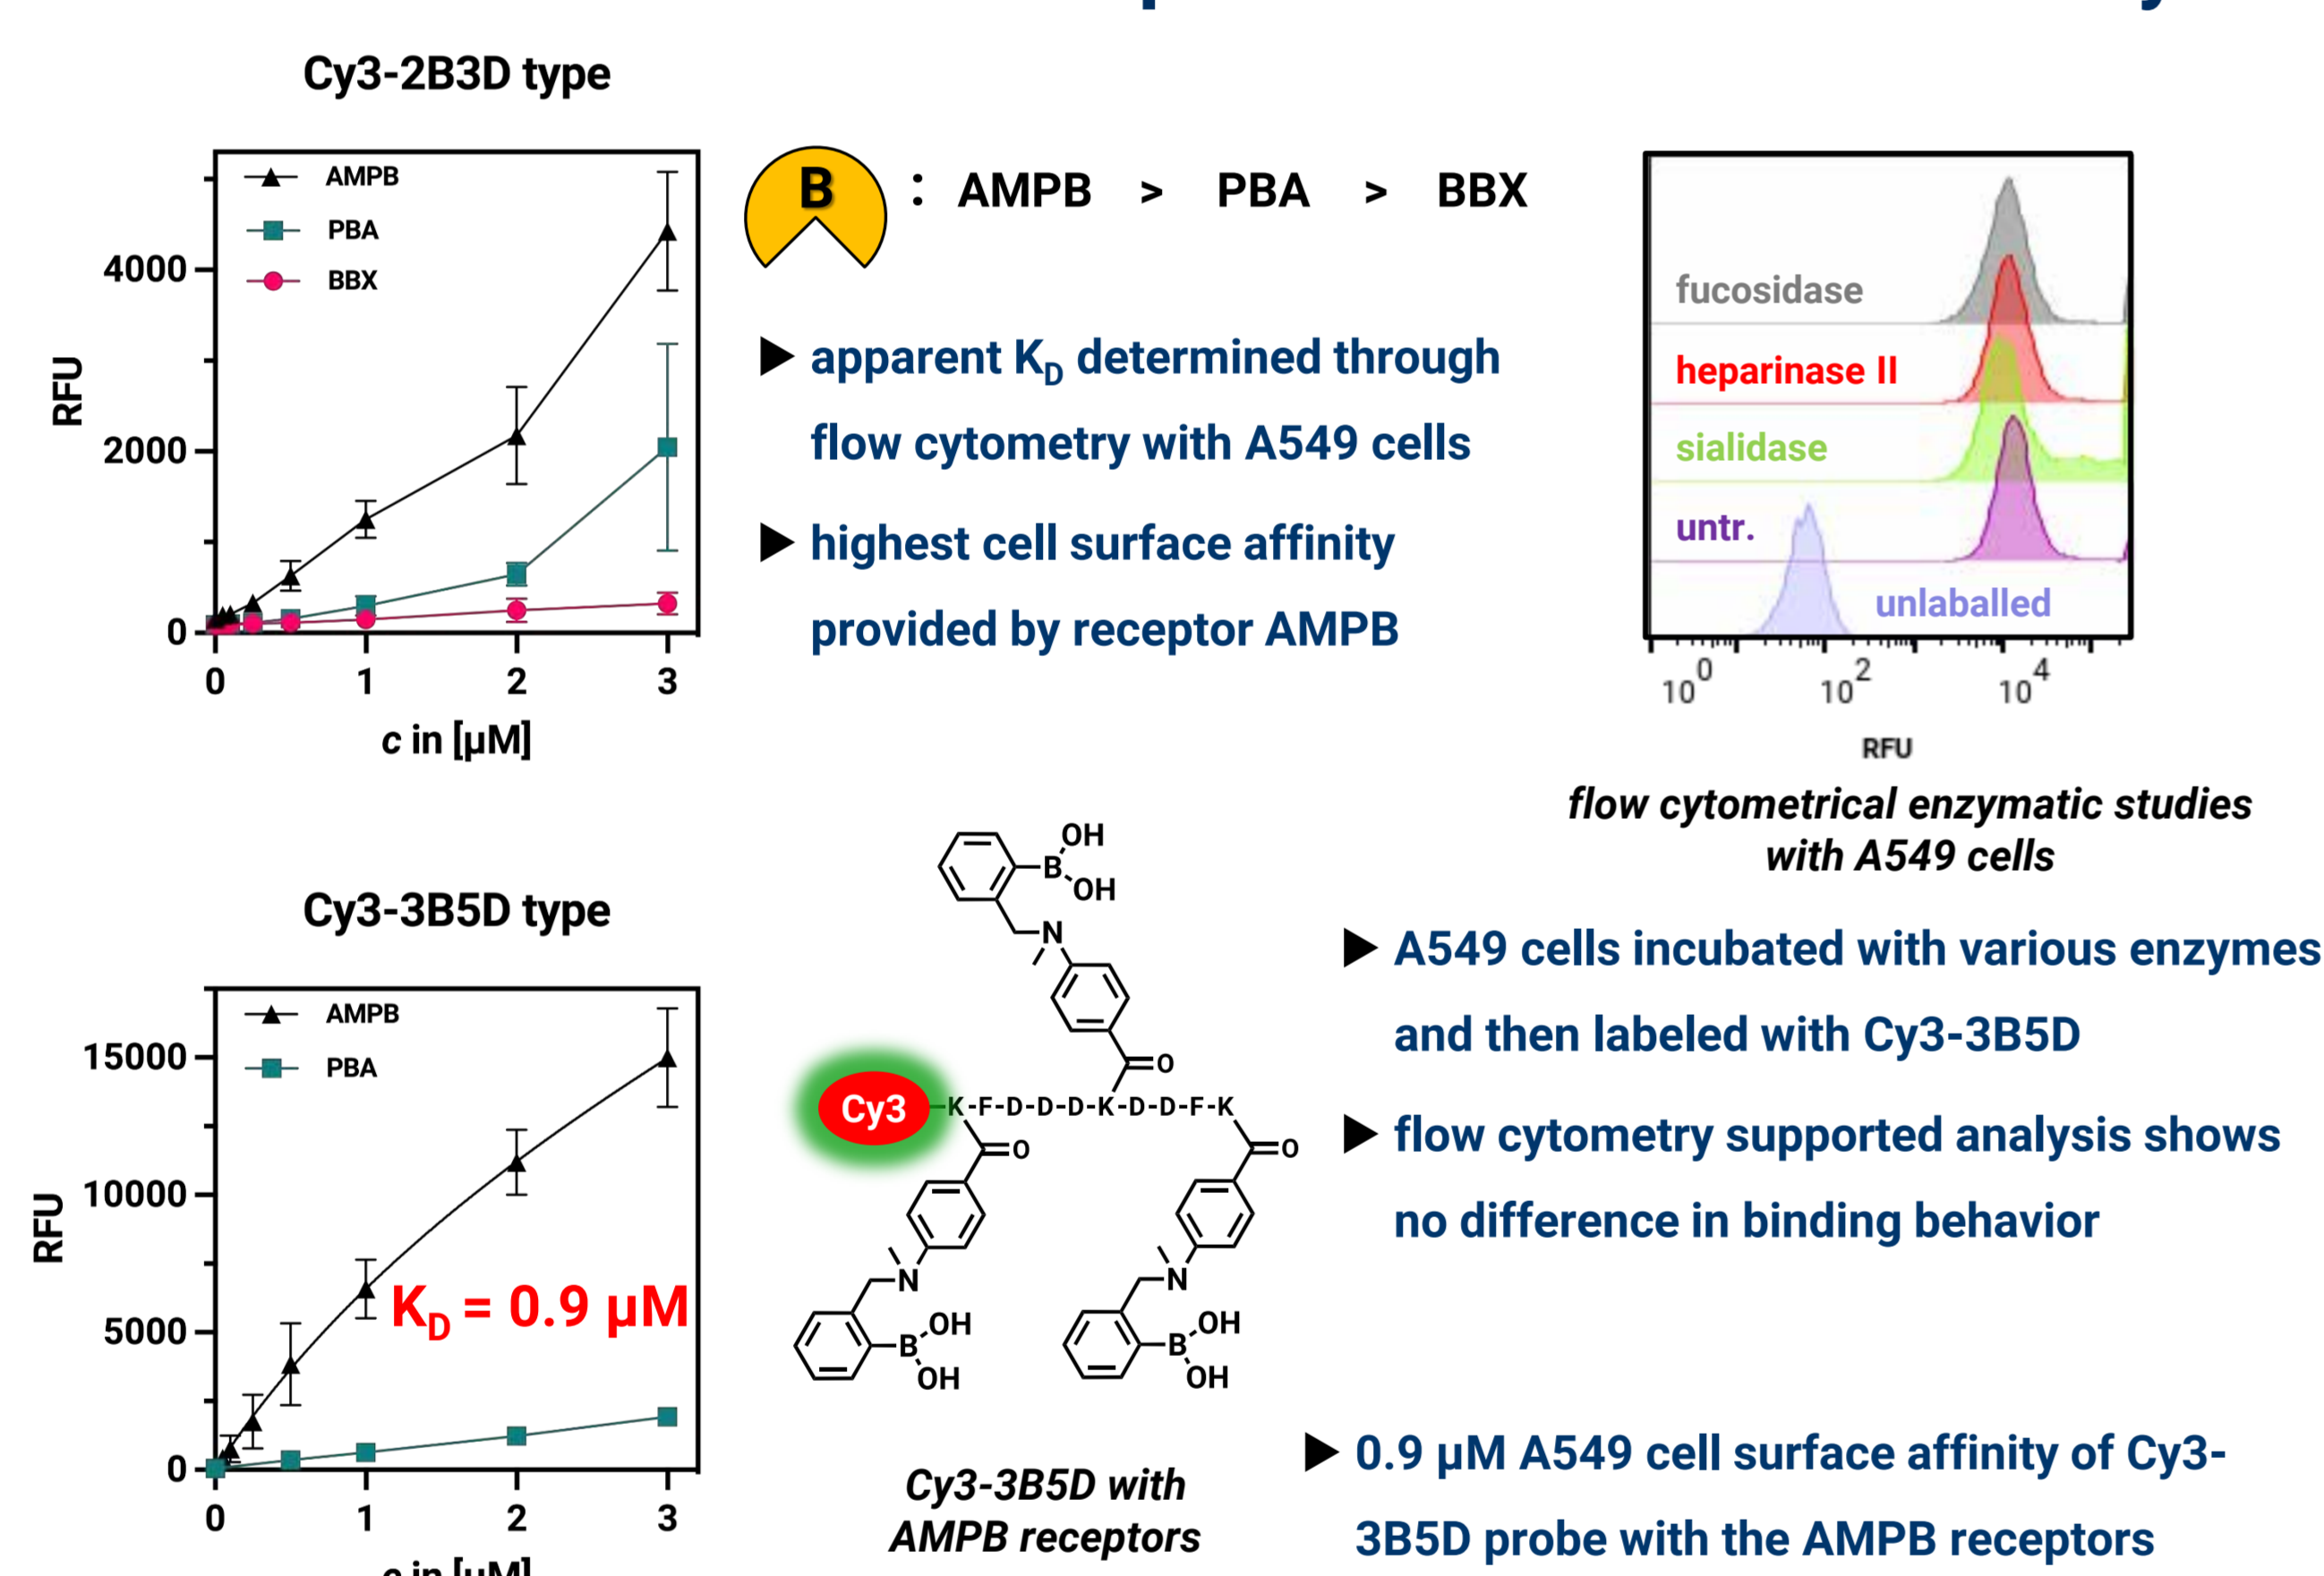 Cy3-2B3D type
AMPB
PBA
BBX
4000
2000
0
RFU
0 1 2 3
c in [µM]
B : AMPB > PBA > BBX
apparent KD determined through
flow cytometry with A549 cells
highest cell surface affinity
provided by receptor AMPB
fucosidase
heparinase II
sialidase
untr.
unlaballed
10^0 10^2 10^4
RFU
flow cytometrical enzymatic studies
with A549 cells
Cy3-3B5D type
AMPB
PBA
15000
10000
5000
0
RFU
KD = 0.9 µM
0 1 2 3
c in [µM]
OH
B
OH
N
O
Cy3 -K-F-D-D-D-K-D-D-F-K
O
O
N
N
OH
B
OH
OH
B
OH
Cy3-3B5D with
AMPB receptors
A549 cells incubated with various enzymes
and then labeled with Cy3-3B5D
flow cytometry supported analysis shows
no difference in binding behavior
0.9 µM A549 cell surface affinity of Cy3-
3B5D probe with the AMPB receptors